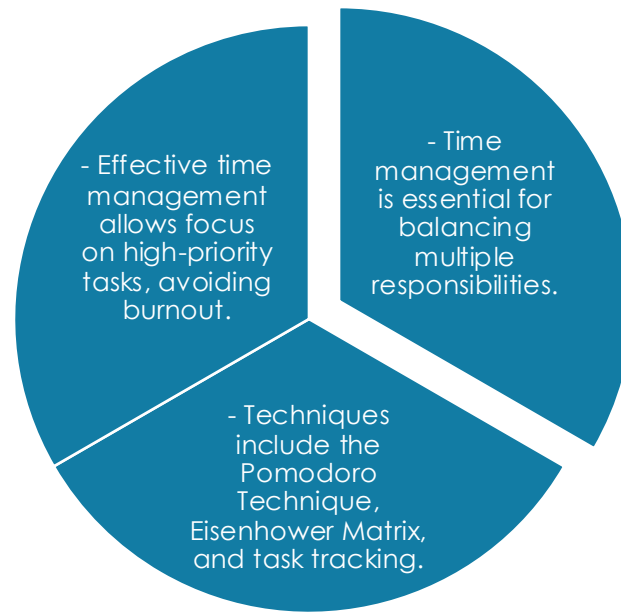 - Effective time
management
allows focus
on high-priority
tasks, avoiding
burnout.
- Time
management
is essential for
balancing
multiple
responsibilities.
- Techniques
include the
Pomodoro
Technique,
Eisenhower Matrix,
and task tracking.